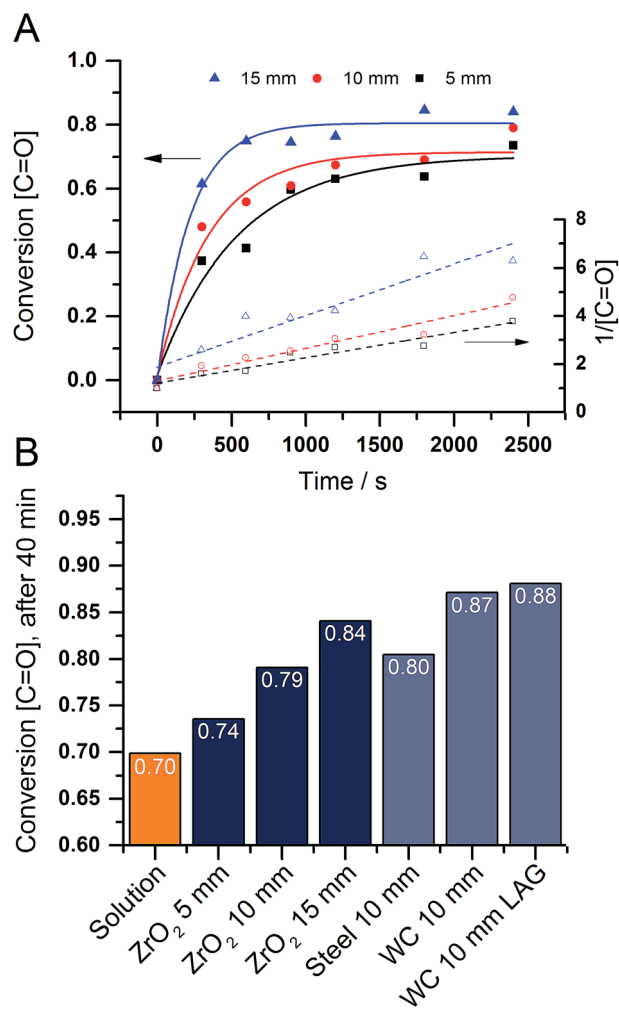 A
1.0
0.8
0.6
0.4
0.2
0.0
Conversion [C=O]
15 mm 10 mm 5 mm
8
6
4
2
0
1/[C=O]
0 500 1000 1500 2000 2500
Time / s
B
0.95
0.90
0.85
0.80
0.75
0.70
0.65
0.60
Conversion [C=O], after 40 min
0.70
0.74
0.79
0.84
0.80
0.87
0.88
Solution
ZrO₂ 5 mm
ZrO₂ 10 mm
ZrO₂ 15 mm
Steel 10 mm
WC 10 mm
WC 10 mm LAG